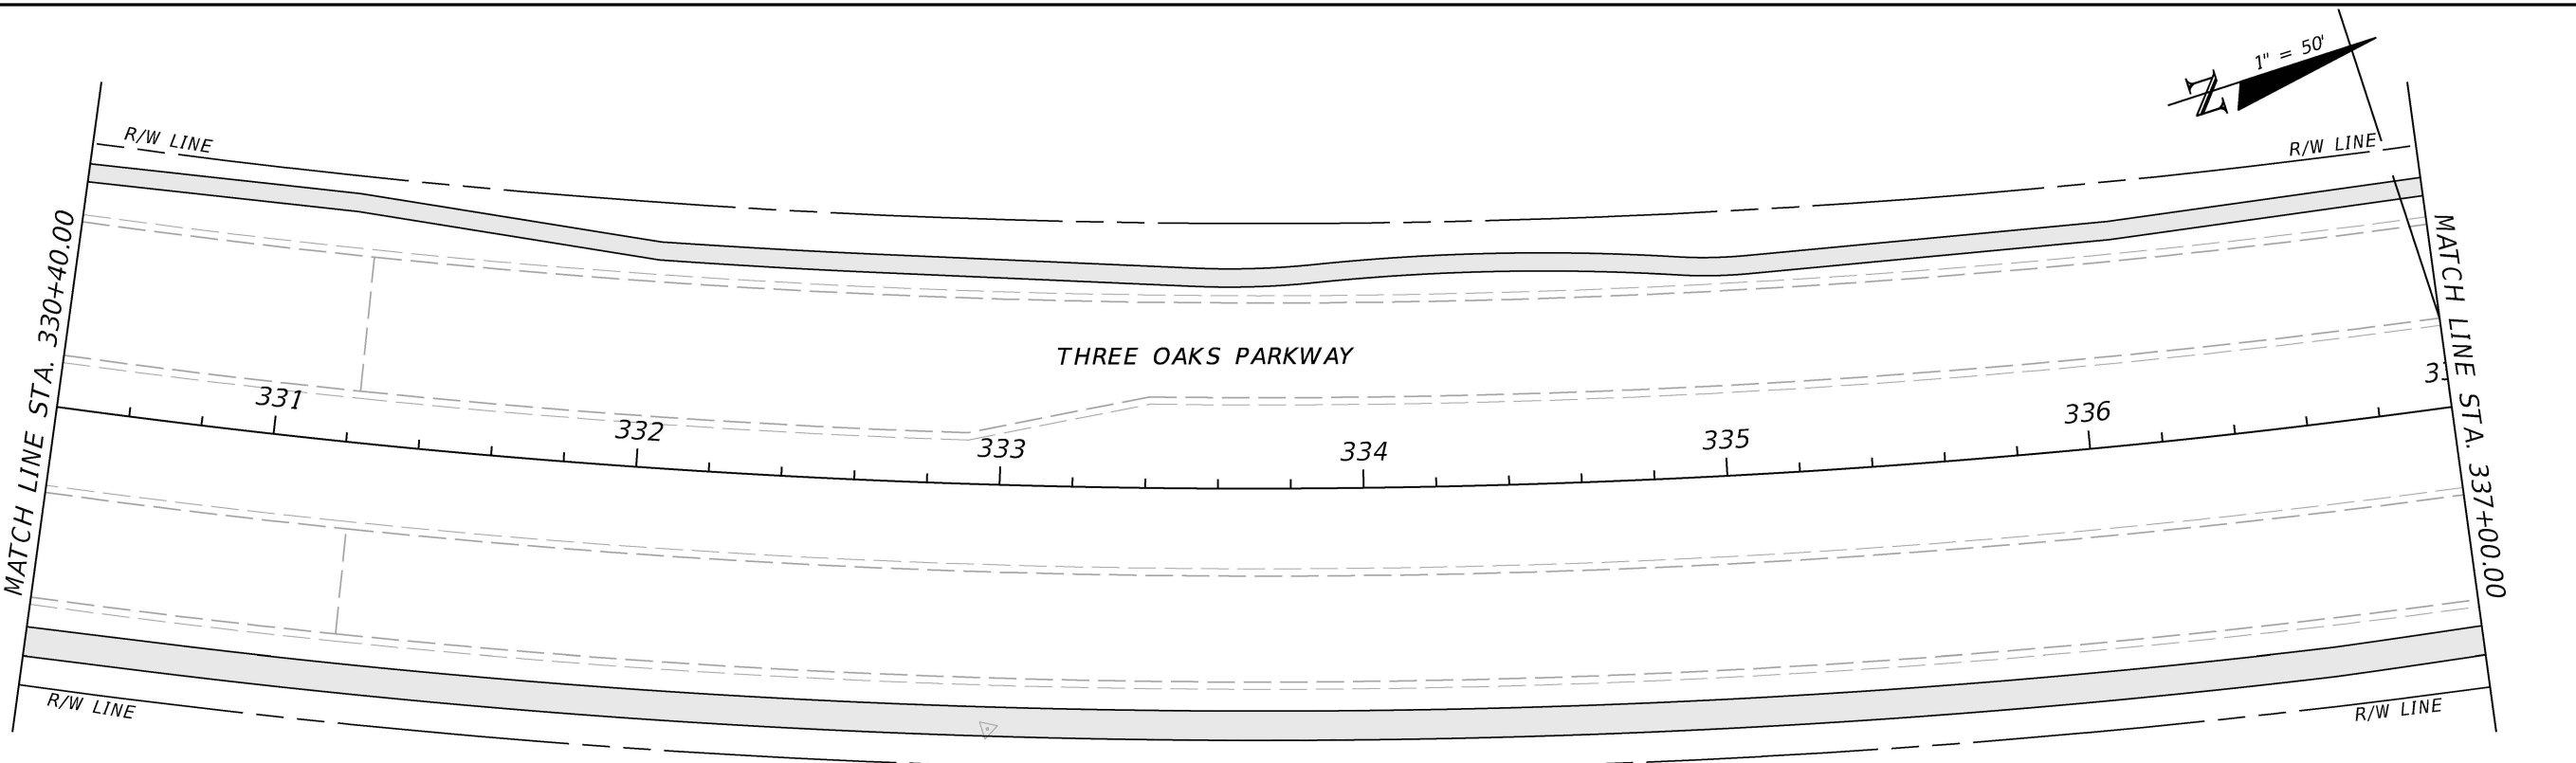 1" = 50'
N
R/W LINE
R/W LINE
MATCH LINE STA. 330+40.00
MATCH LINE STA. 337+00.00
THREE OAKS PARKWAY
331
332
333
334
335
336
R/W LINE
R/W LINE